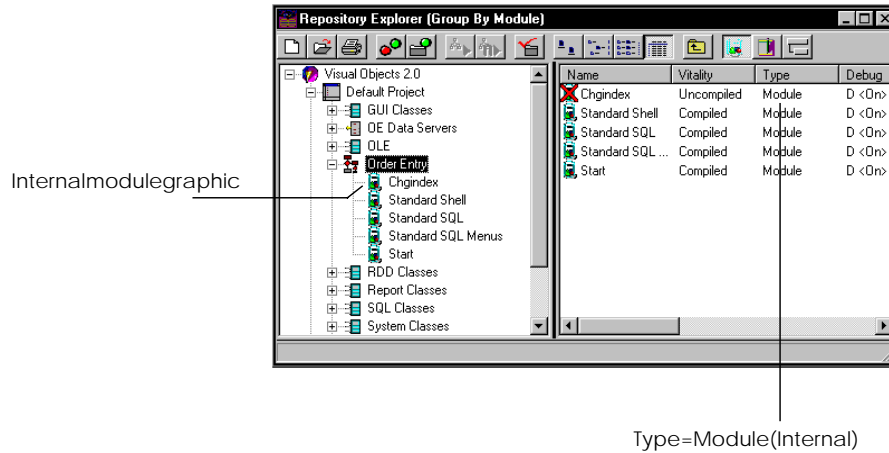 Repository Explorer (Group By Module)
Visual Objects 2.0
Default Project
GUI Classes
OE Data Servers
OLE
Order Entry
Chgindex
Standard Shell
Standard SQL
Standard SQL Menus
Start
RDD Classes
Report Classes
SQL Classes
System Classes
Name Vitality Type Debug
Chgindex Uncompiled Module D <On>
Standard Shell Compiled Module D <On>
Standard SQL Compiled Module D <On>
Standard SQL ... Compiled Module D <On>
Start Compiled Module D <On>
Internalmodulegraphic
Type=Module(Internal)